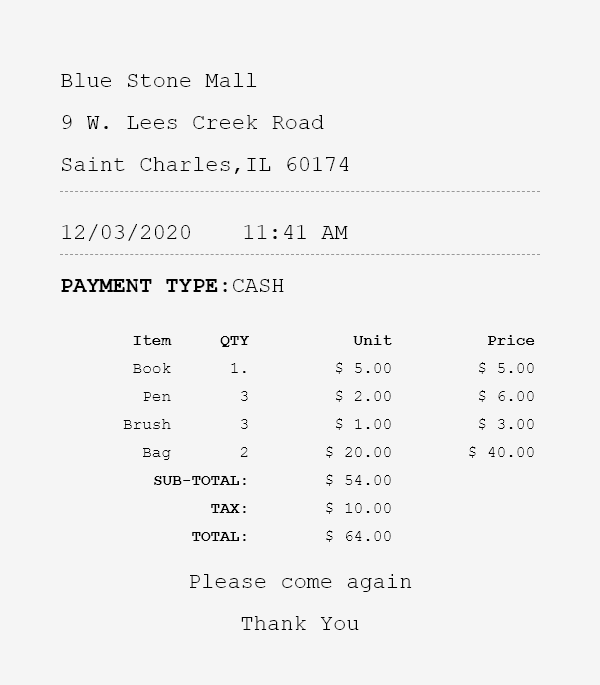 Blue Stone Mall
9 W. Lees Creek Road
Saint Charles,IL 60174
12/03/2020 11:41 AM
PAYMENT TYPE:CASH
Item QTY Unit Price
Book 1. $ 5.00 $ 5.00
Pen 3 $ 2.00 $ 6.00
Brush 3 $ 1.00 $ 3.00
Bag 2 $ 20.00 $ 40.00
SUB-TOTAL: $ 54.00
TAX: $ 10.00
TOTAL: $ 64.00
Please come again
Thank You